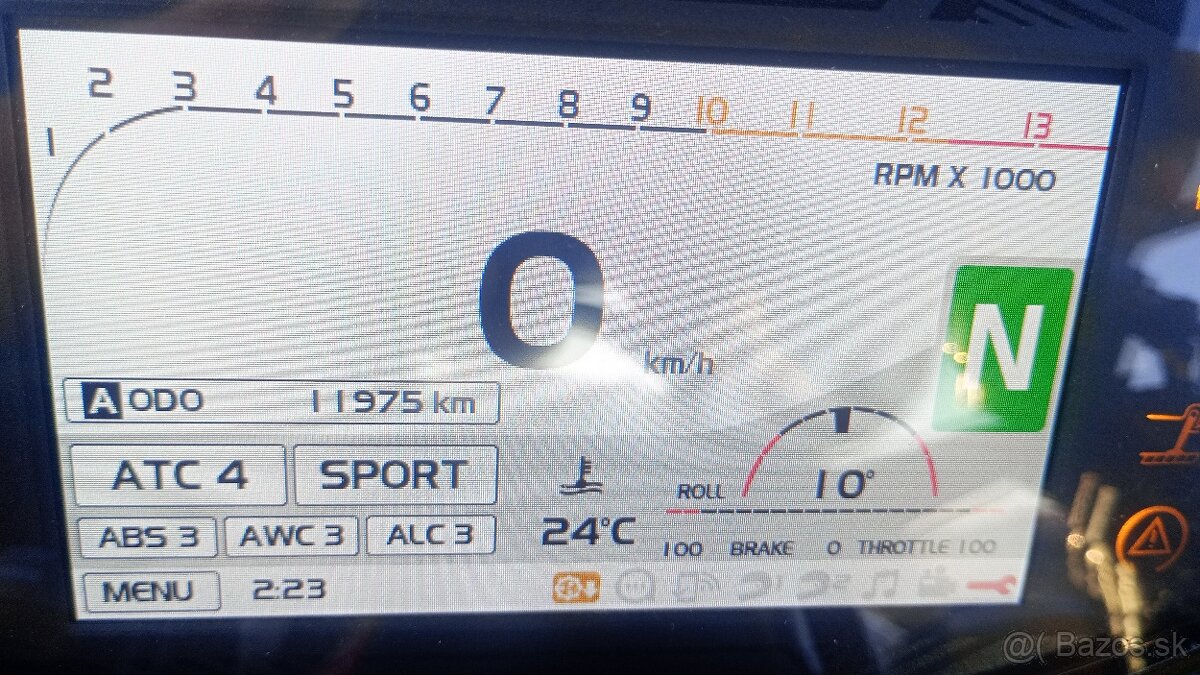 1 2 3 4 5 6 7 8 9 10 11 12 13
RPM X 1000
0 km/h
N
A ODO 11975 km
ATC 4 SPORT
ABS 3 AWC 3 ALC 3
24°C
ROLL 10°
100 BRAKE 0 THROTTLE 100
MENU 2:23
@( Bazos.sk